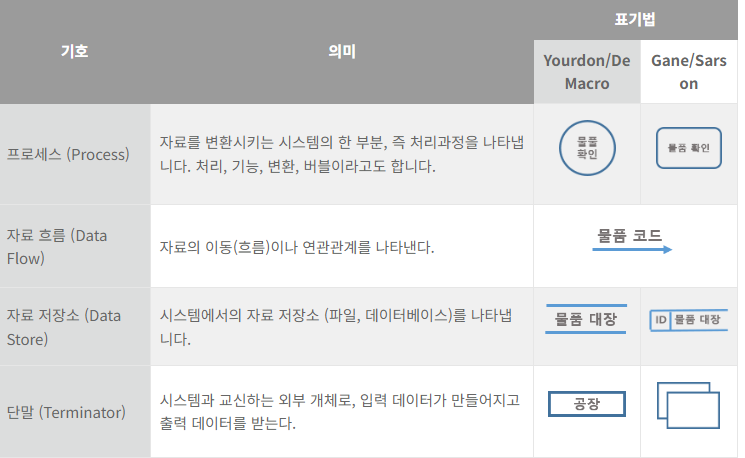 기호
의미
표기법
Yourdon/De
Macro
Gane/Sars
on
프로세스 (Process)
자료를 변환시키는 시스템의 한 부분, 즉 처리과정을 나타냅
니다. 처리, 기능, 변환, 버블이라고도 합니다.
물품
확인
물품 확인
자료 흐름 (Data
Flow)
자료의 이동(흐름)이나 연관관계를 나타낸다.
물품 코드
자료 저장소 (Data
Store)
시스템에서의 자료 저장소 (파일, 데이터베이스)를 나타냅
니다.
물품 대장
ID 물품 대장
단말 (Terminator)
시스템과 교신하는 외부 개체로, 입력 데이터가 만들어지고
출력 데이터를 받는다.
공장